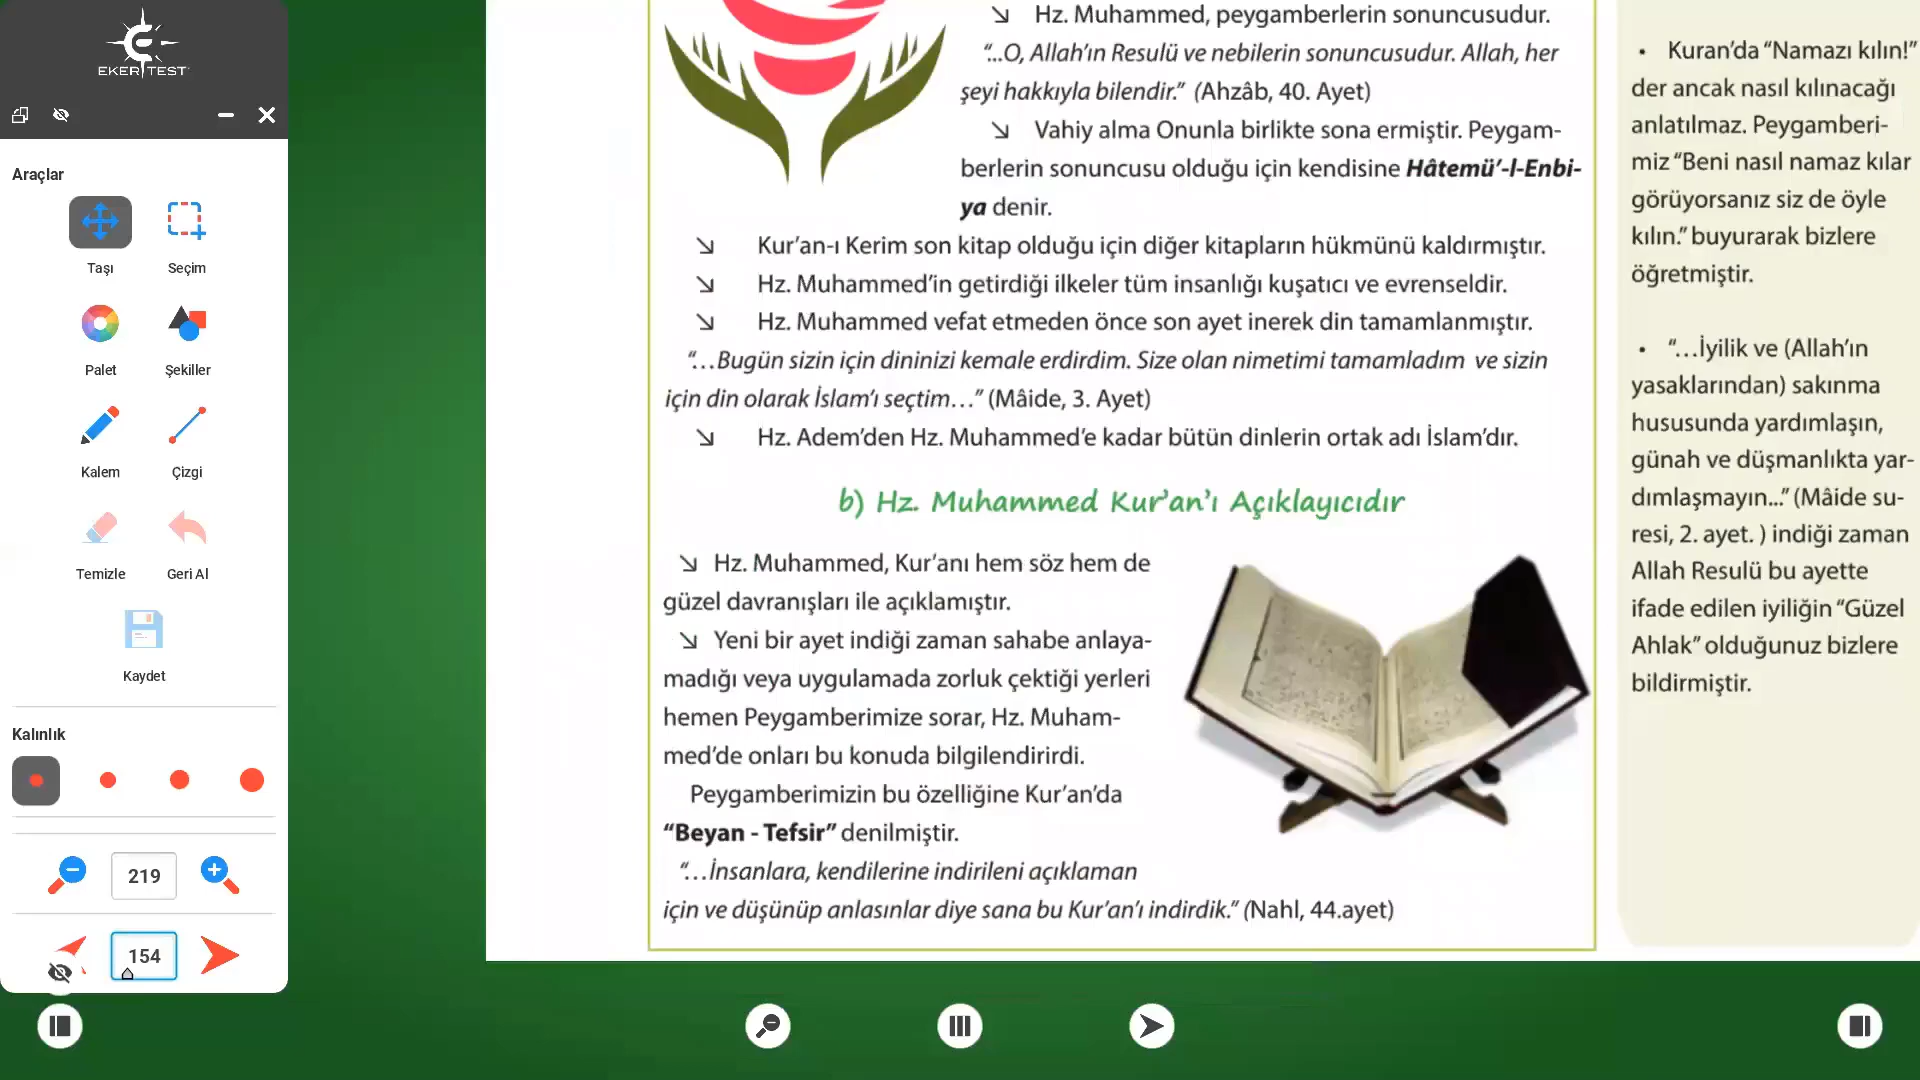 EKER TEST
Araçlar
Taşı
Seçim
Palet
Şekiller
Kalem
Çizgi
Temizle
Geri Al
Kaydet
Kalınlık
219
154
↘ Hz. Muhammed, peygamberlerin sonuncusudur.
“...O, Allah’ın Resulü ve nebilerin sonuncusudur. Allah, her
şeyi hakkıyla bilendir.” (Ahzâb, 40. Ayet)
↘ Vahiy alma Onunla birlikte sona ermiştir. Peygam-
berlerin sonuncusu olduğu için kendisine Hâtemü’-l-Enbi-
ya denir.
↘ Kur’an-ı Kerim son kitap olduğu için diğer kitapların hükmünü kaldırmıştır.
↘ Hz. Muhammed’in getirdiği ilkeler tüm insanlığı kuşatıcı ve evrenseldir.
↘ Hz. Muhammed vefat etmeden önce son ayet inerek din tamamlanmıştır.
“…Bugün sizin için dininizi kemale erdirdim. Size olan nimetimi tamamladım ve sizin
için din olarak İslam’ı seçtim…” (Mâide, 3. Ayet)
↘ Hz. Adem’den Hz. Muhammed’e kadar bütün dinlerin ortak adı İslam’dır.
b) Hz. Muhammed Kur’an’ı Açıklayıcıdır
↘ Hz. Muhammed, Kur’anı hem söz hem de
güzel davranışları ile açıklamıştır.
↘ Yeni bir ayet indiği zaman sahabe anlaya-
madığı veya uygulamada zorluk çektiği yerleri
hemen Peygamberimize sorar, Hz. Muham-
med’de onları bu konuda bilgilendirirdi.
Peygamberimizin bu özelliğine Kur’an’da
“Beyan - Tefsir” denilmiştir.
“…İnsanlara, kendilerine indirileni açıklaman
için ve düşünüp anlasınlar diye sana bu Kur’an’ı indirdik.” (Nahl, 44.ayet)
• Kuran’da “Namazı kılın!”
der ancak nasıl kılınacağı
anlatılmaz. Peygamberi-
miz “Beni nasıl namaz kılar
görüyorsanız siz de öyle
kılın.” buyurarak bizlere
öğretmiştir.
• “…İyilik ve (Allah’ın
yasaklarından) sakınma
hususunda yardımlaşın,
günah ve düşmanlıkta yar-
dımlaşmayın...” (Mâide su-
resi, 2. ayet. ) indiği zaman
Allah Resulü bu ayette
ifade edilen iyiliğin “Güzel
Ahlak” olduğunuz bizlere
bildirmiştir.